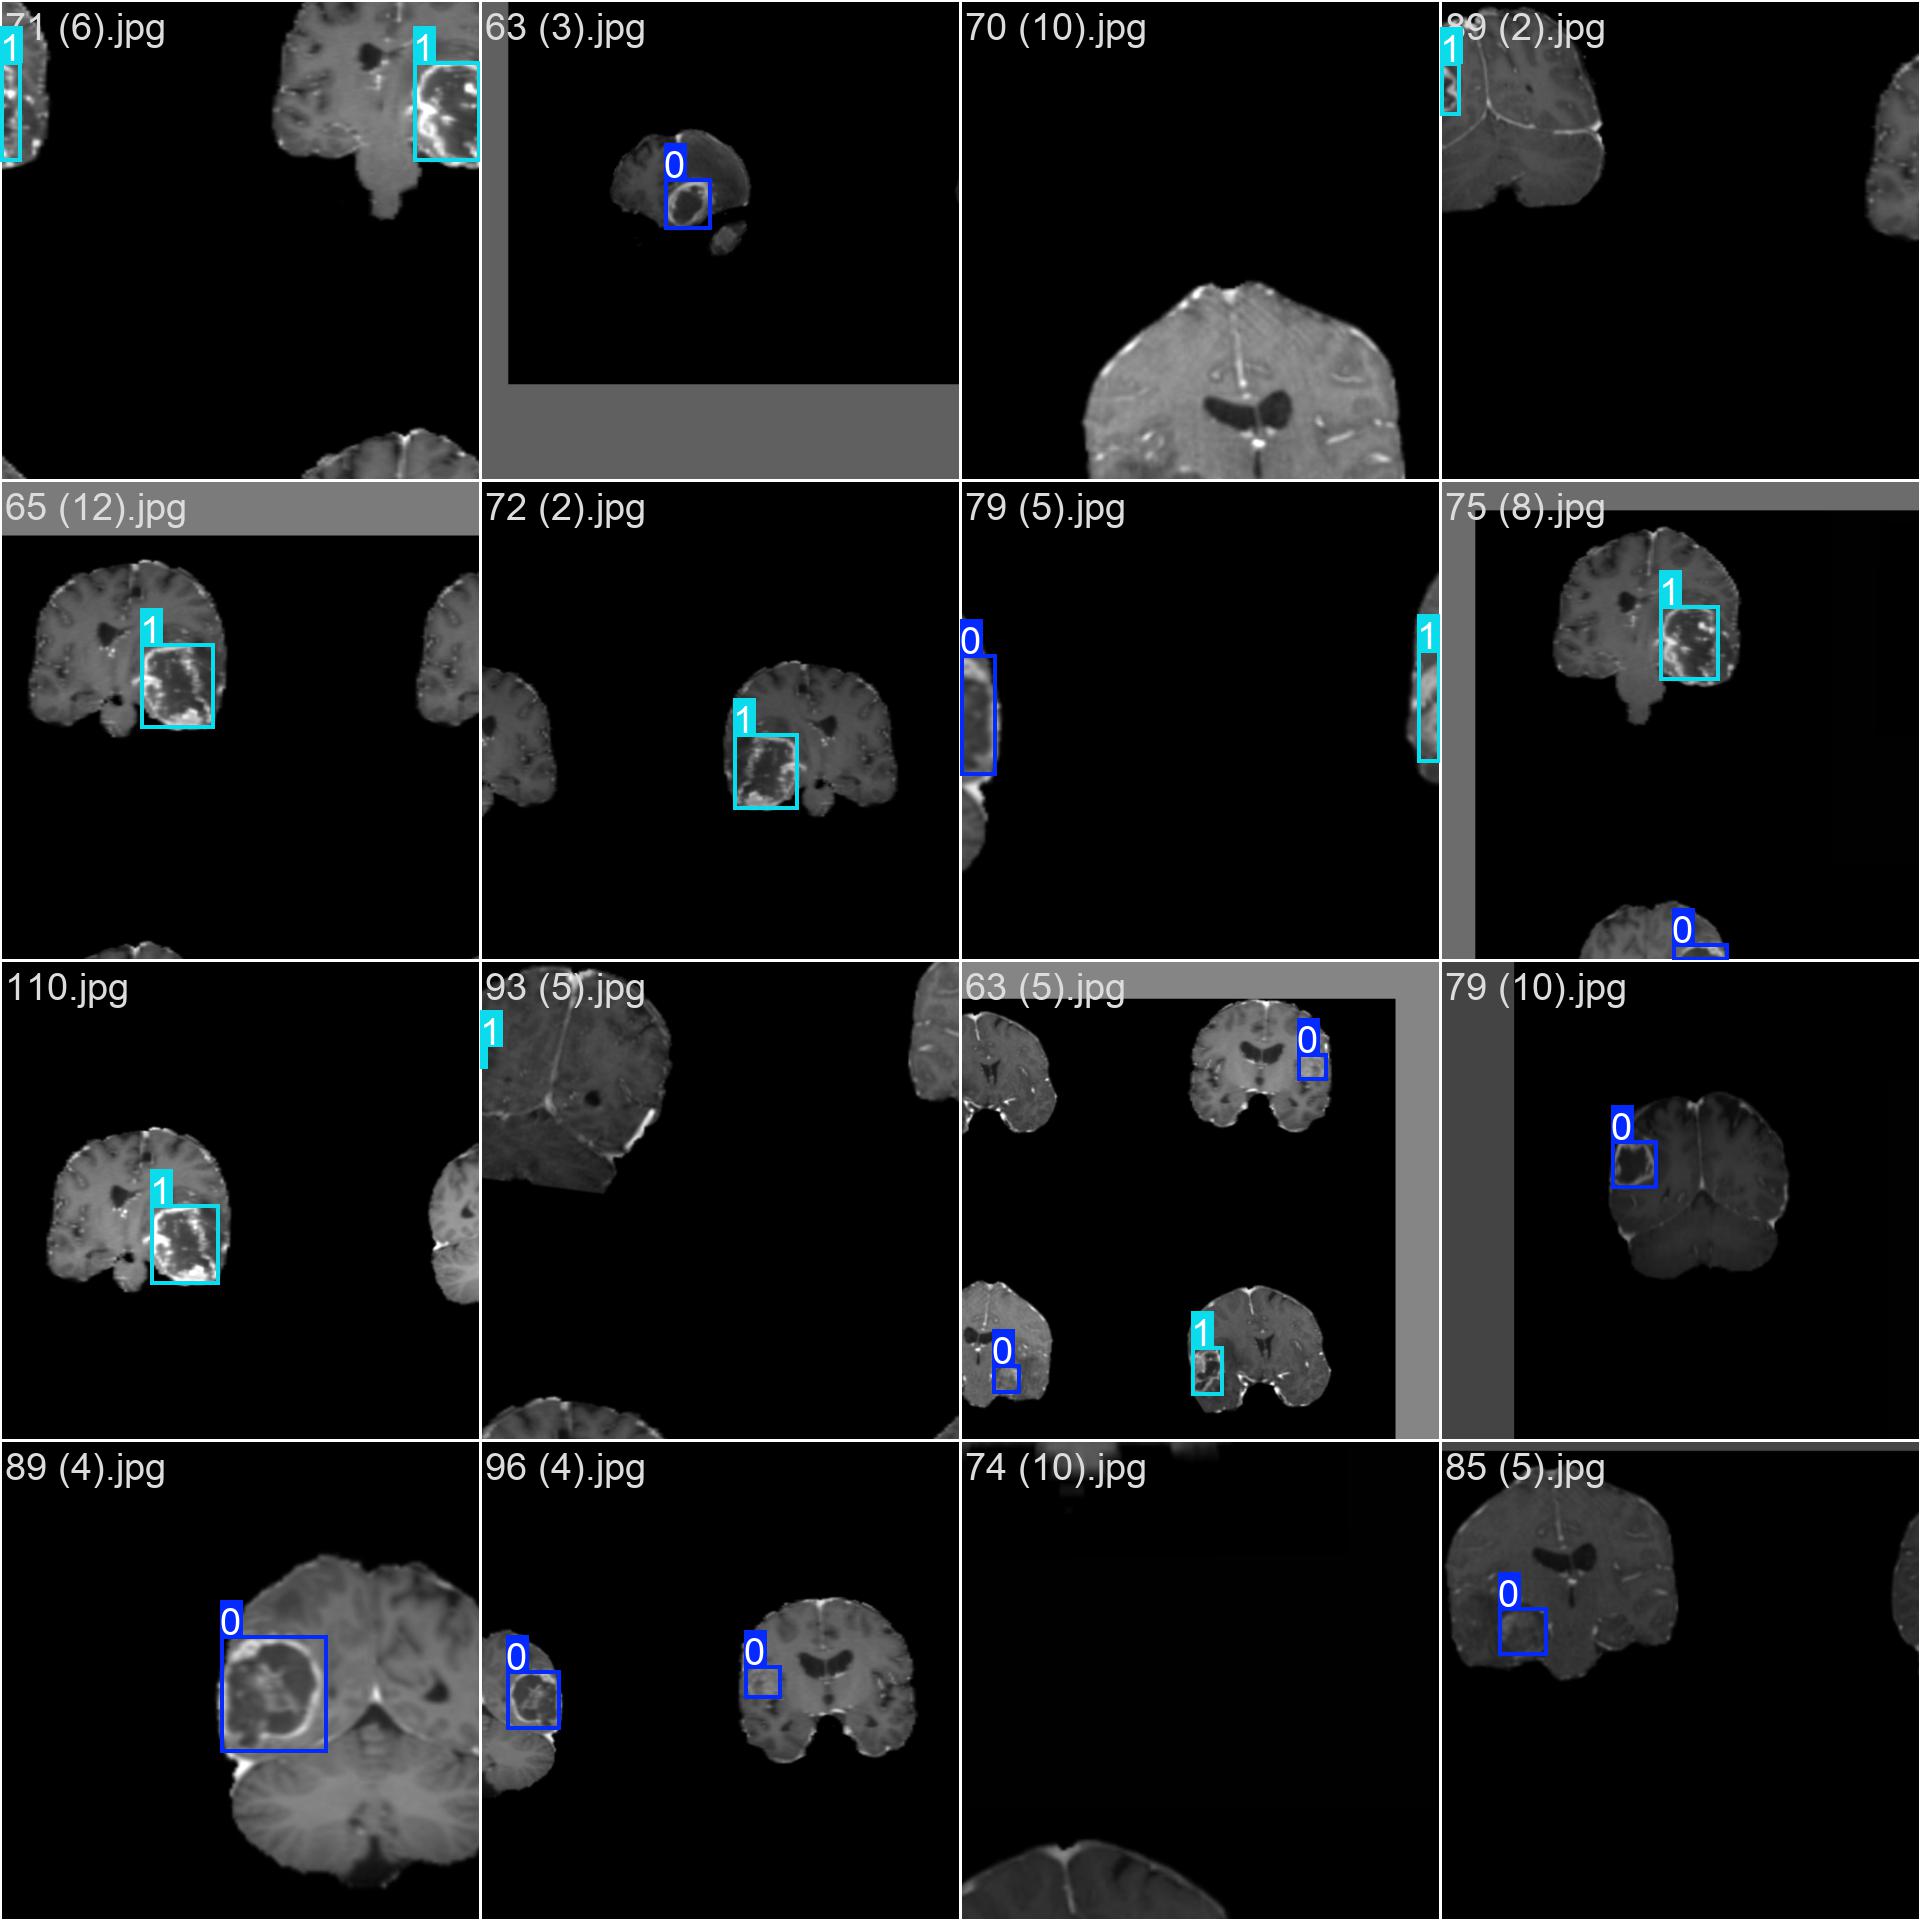 71 (6).jpg
63 (3).jpg
70 (10).jpg
89 (2).jpg
1
1
0
1
65 (12).jpg
72 (2).jpg
79 (5).jpg
75 (8).jpg
1
1
0
1
1
0
110.jpg
93 (5).jpg
63 (5).jpg
79 (10).jpg
1
1
0
0
1
0
89 (4).jpg
96 (4).jpg
74 (10).jpg
85 (5).jpg
0
0
0
0